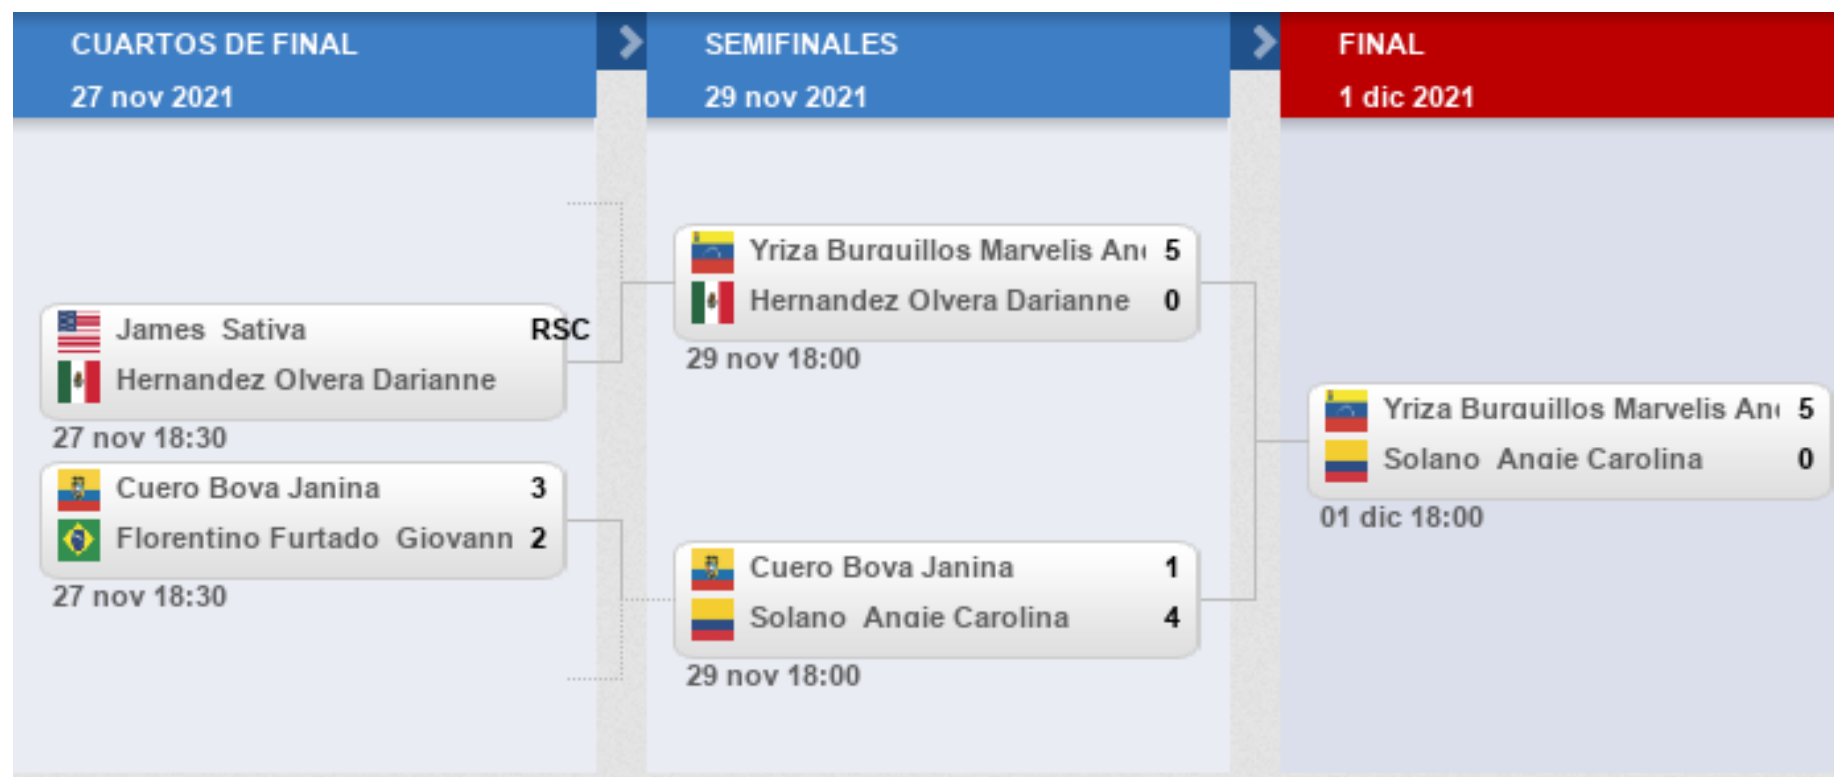 CUARTOS DE FINAL
27 nov 2021
James Sativa RSC
Hernandez Olvera Darianne
27 nov 18:30
Cuero Bova Janina 3
Florentino Furtado Giovann 2
27 nov 18:30
SEMIFINALES
29 nov 2021
Yriza Burguillos Marvelis An 5
Hernandez Olvera Darianne 0
29 nov 18:00
Cuero Bova Janina 1
Solano Angie Carolina 4
29 nov 18:00
FINAL
1 dic 2021
Yriza Burguillos Marvelis An 5
Solano Angie Carolina 0
01 dic 18:00